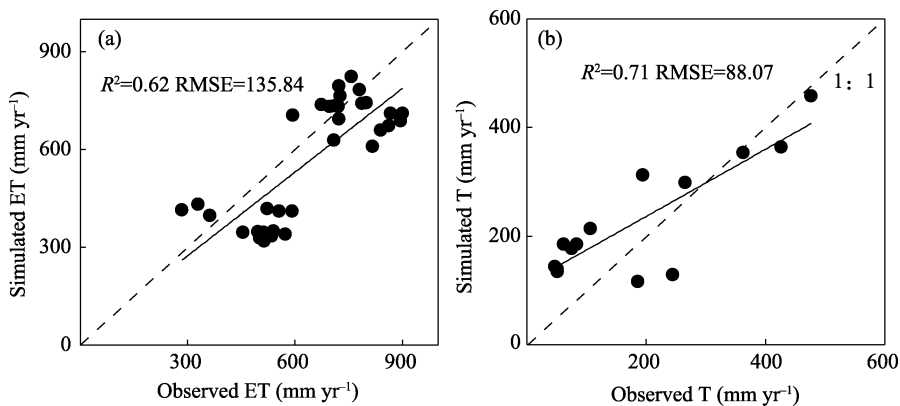 (a)
R²=0.62 RMSE=135.84
900
600
300
0
300 600 900
Simulated ET (mm yr⁻¹)
Observed ET (mm yr⁻¹)
(b)
R²=0.71 RMSE=88.07
1：1
600
400
200
0
200 400 600
Simulated T (mm yr⁻¹)
Observed T (mm yr⁻¹)